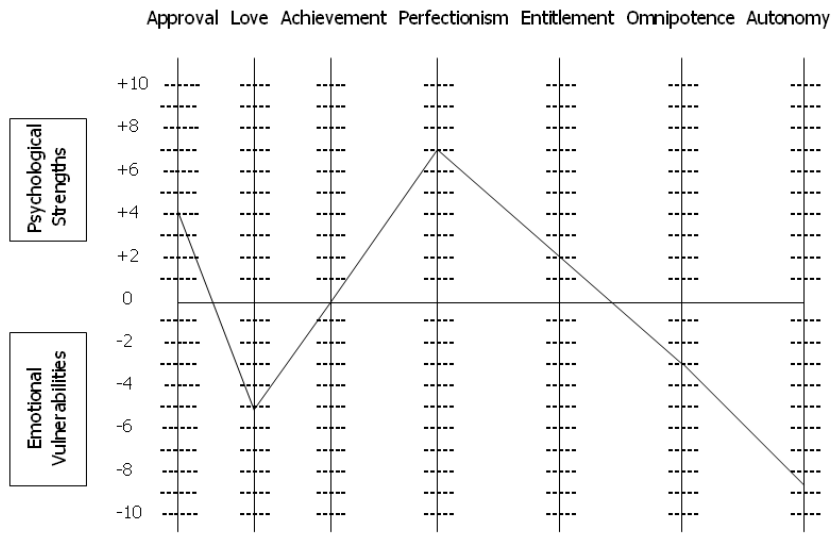 Approval Love Achievement Perfectionism Entitlement Omnipotence Autonomy
+10
+8
+6
+4
+2
0
-2
-4
-6
-8
-10
Psychological
Strengths
Emotional
Vulnerabilities